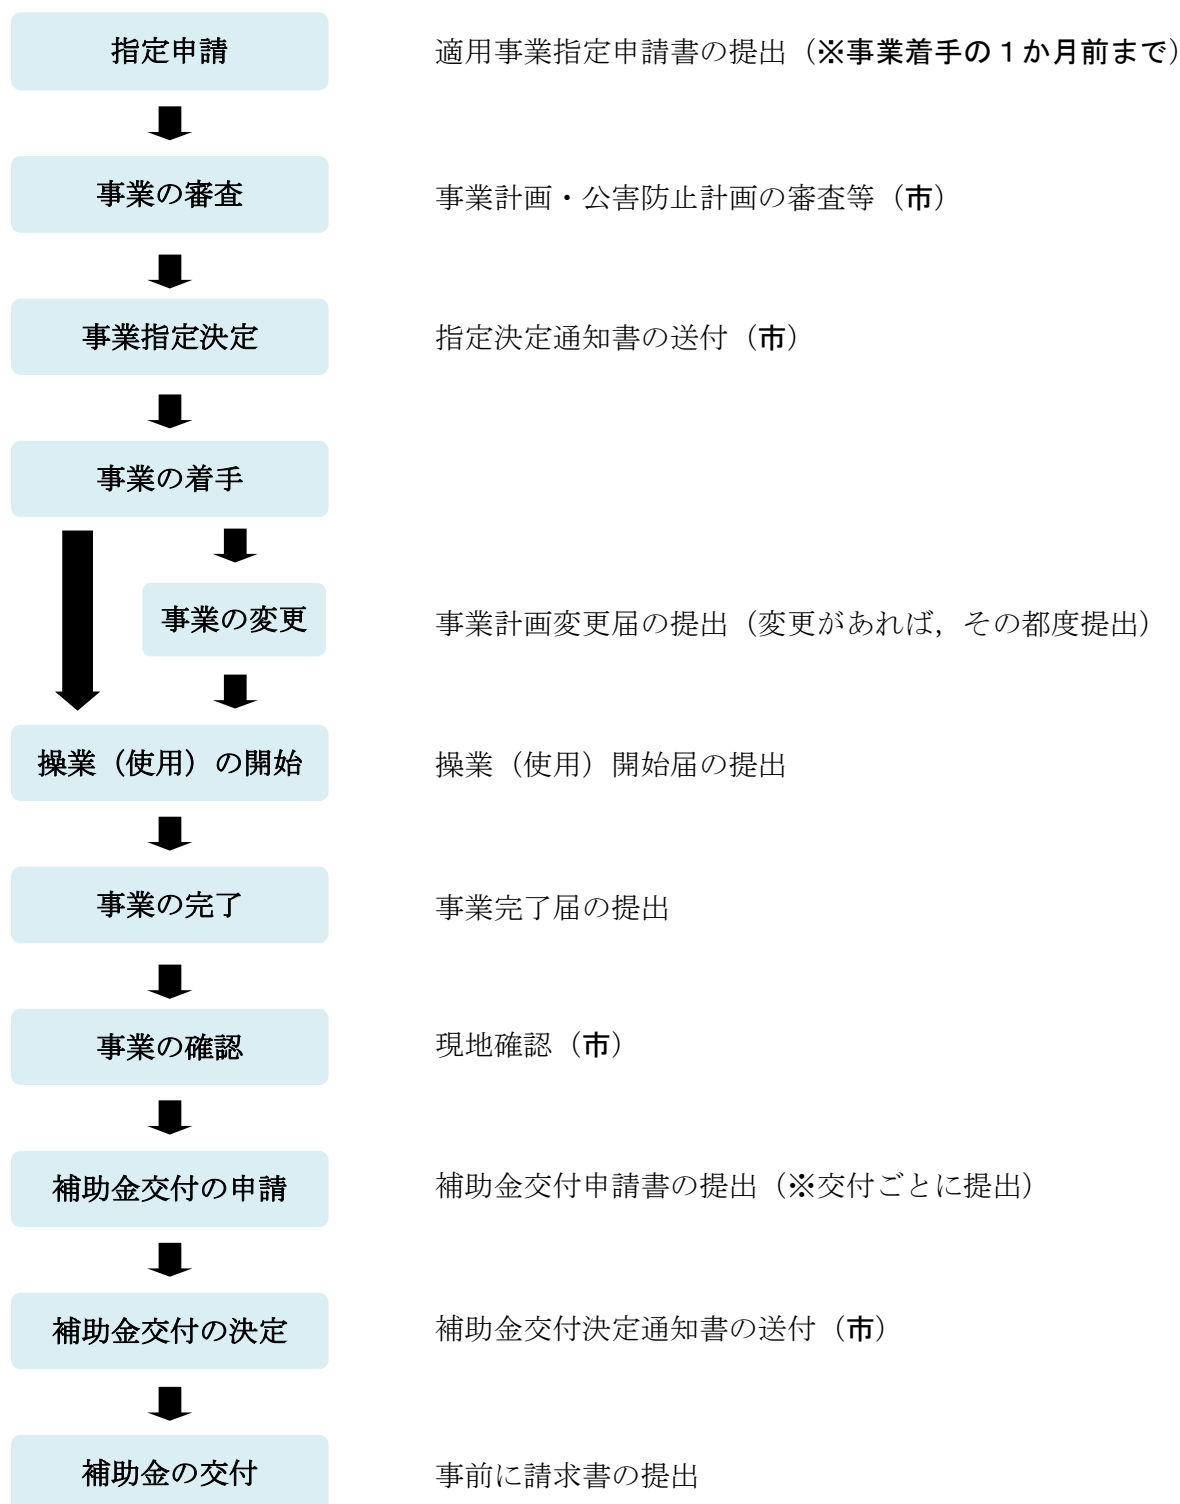 指定申請
適用事業指定申請書の提出（※事業着手の１か月前まで）
事業の審査
事業計画・公害防止計画の審査等（市）
事業指定決定
指定決定通知書の送付（市）
事業の着手
事業の変更
事業計画変更届の提出（変更があれば，その都度提出）
操業（使用）の開始
操業（使用）開始届の提出
事業の完了
事業完了届の提出
事業の確認
現地確認（市）
補助金交付の申請
補助金交付申請書の提出（※交付ごとに提出）
補助金交付の決定
補助金交付決定通知書の送付（市）
補助金の交付
事前に請求書の提出